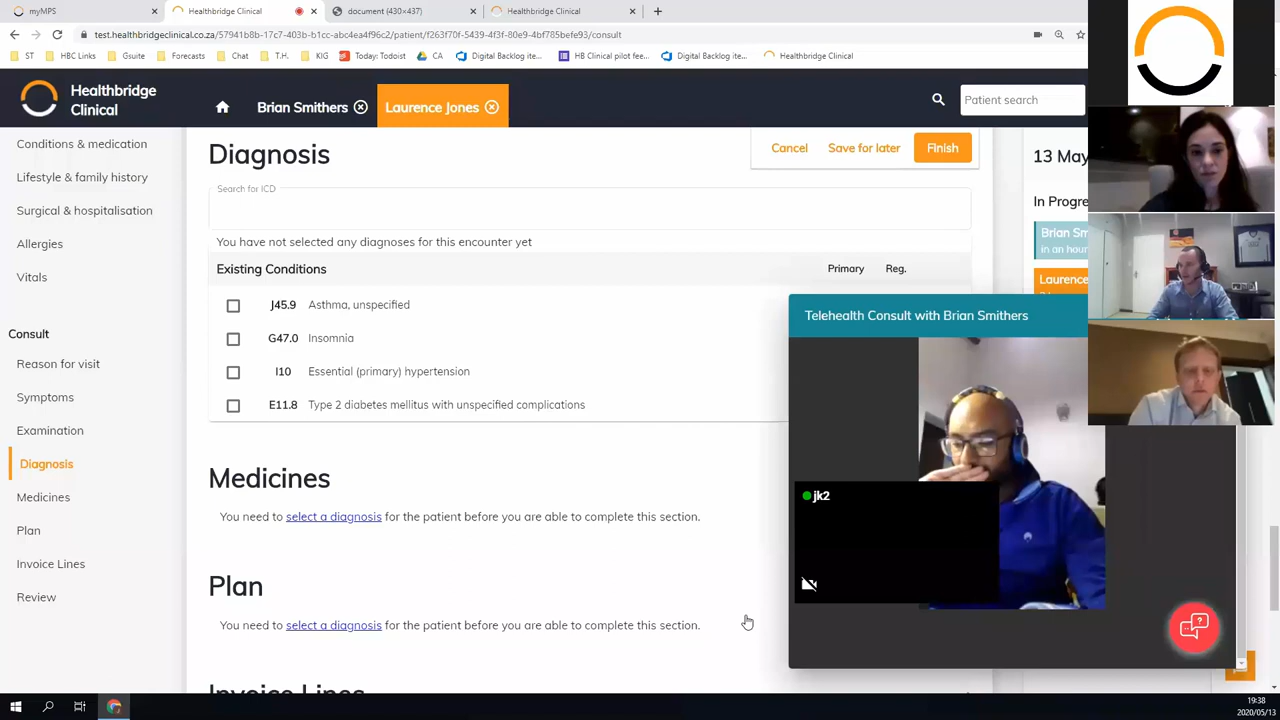 myMPS
Healthbridge Clinical
document (430×437)
Healthbridge Clinical
test.healthbridgeclinical.co.za/57941b8b-17c7-403b-b1cc-abc4ea4f96c2/patient/f263f70f-5439-4f3f-80e9-4bf785befe93/consult
ST
HBC Links
Gsuite
Forecasts
Chat
T.H.
KIG
Today: Todoist
CA
Digital Backlog ite...
HB Clinical pilot fee...
Digital Backlog ite...
Healthbridge Clinical
Healthbridge
Clinical
Brian Smithers
Laurence Jones
Patient search
Conditions & medication
Lifestyle & family history
Surgical & hospitalisation
Allergies
Vitals
Consult
Reason for visit
Symptoms
Examination
Diagnosis
Medicines
Plan
Invoice Lines
Review
Diagnosis
Cancel
Save for later
Finish
Search for ICD
You have not selected any diagnoses for this encounter yet
Existing Conditions
Primary
Reg.
J45.9 Asthma, unspecified
G47.0 Insomnia
I10 Essential (primary) hypertension
E11.8 Type 2 diabetes mellitus with unspecified complications
Medicines
You need to select a diagnosis for the patient before you are able to complete this section.
Plan
You need to select a diagnosis for the patient before you are able to complete this section.
Invoice Lines
13 May
In Progre
Brian Sm
in an hour
Laurence
Telehealth Consult with Brian Smithers
jk2
19:38
2020/05/13